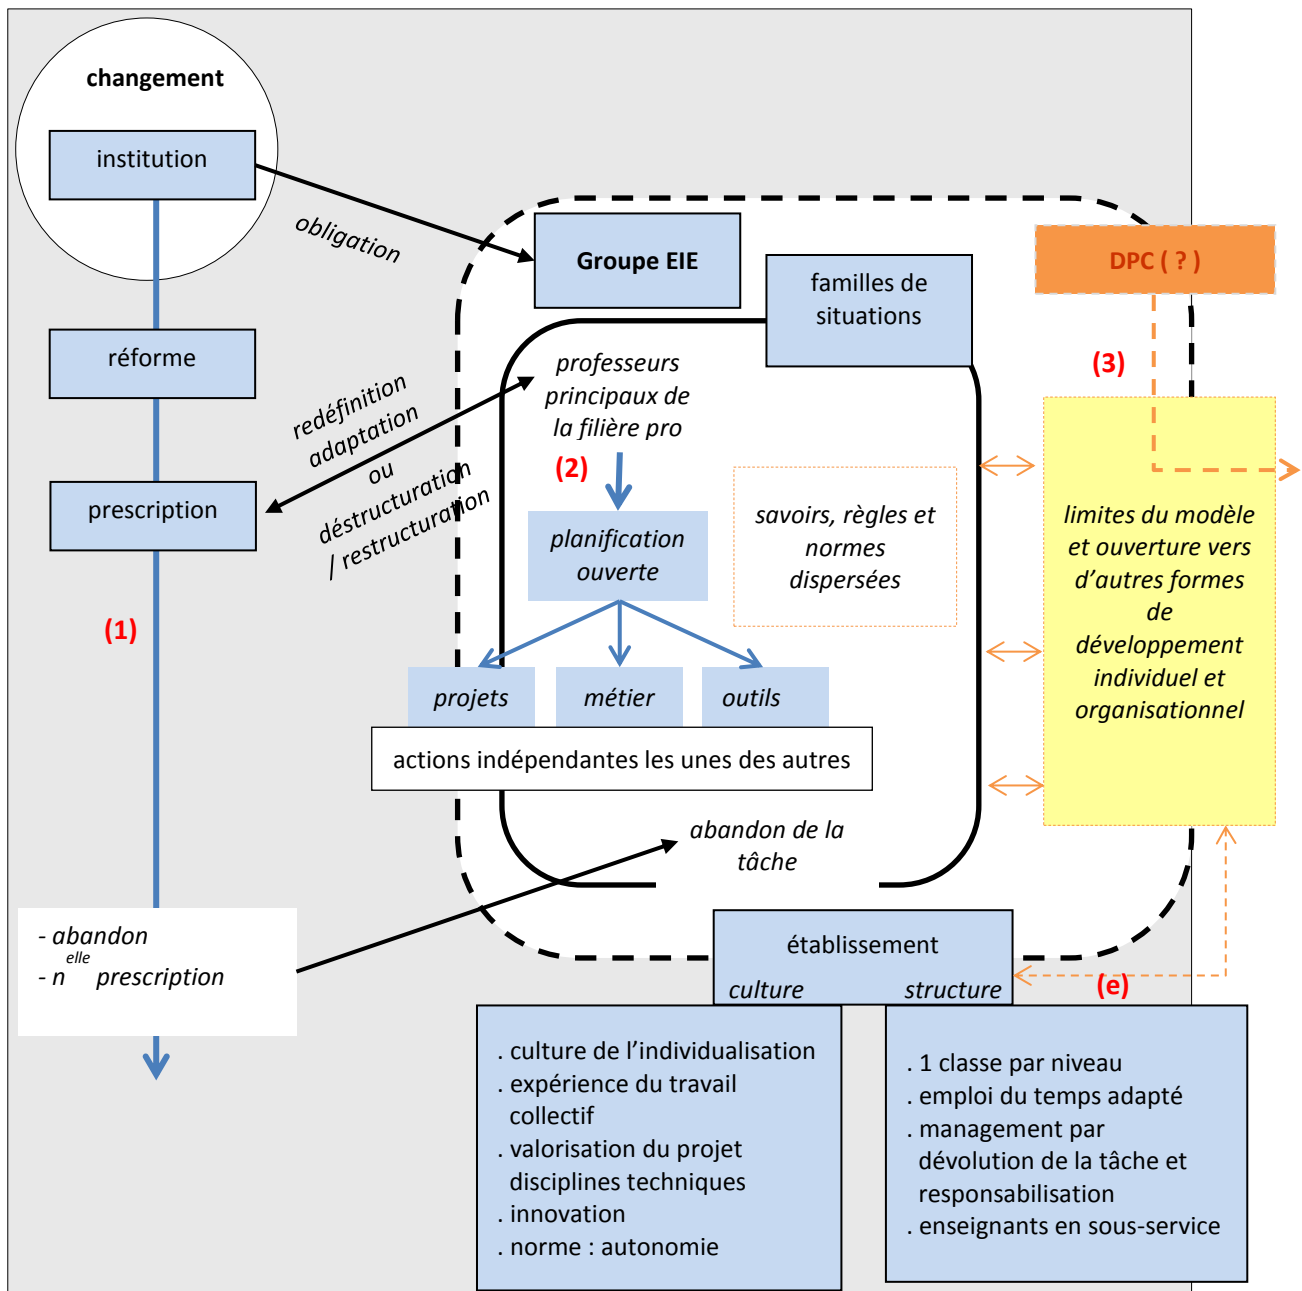 changement
institution
obligation
Groupe EIE
familles de
situations
DPC ( ? )
réforme
redéfinition
adaptation
ou
déstructuration
/ restructuration
professeurs
principaux de
la filière pro
(2)
(3)
prescription
planification
ouverte
savoirs, règles et
normes
dispersées
limites du modèle
et ouverture vers
d’autres formes
de
développement
individuel et
organisationnel
(1)
projets
métier
outils
actions indépendantes les unes des autres
abandon de la
tâche
- abandon
- nelle prescription
établissement
culture
structure
(e)
. culture de l’individualisation
. expérience du travail
collectif
. valorisation du projet
disciplines techniques
. innovation
. norme : autonomie
. 1 classe par niveau
. emploi du temps adapté
. management par
dévolution de la tâche et
responsabilisation
. enseignants en sous-service